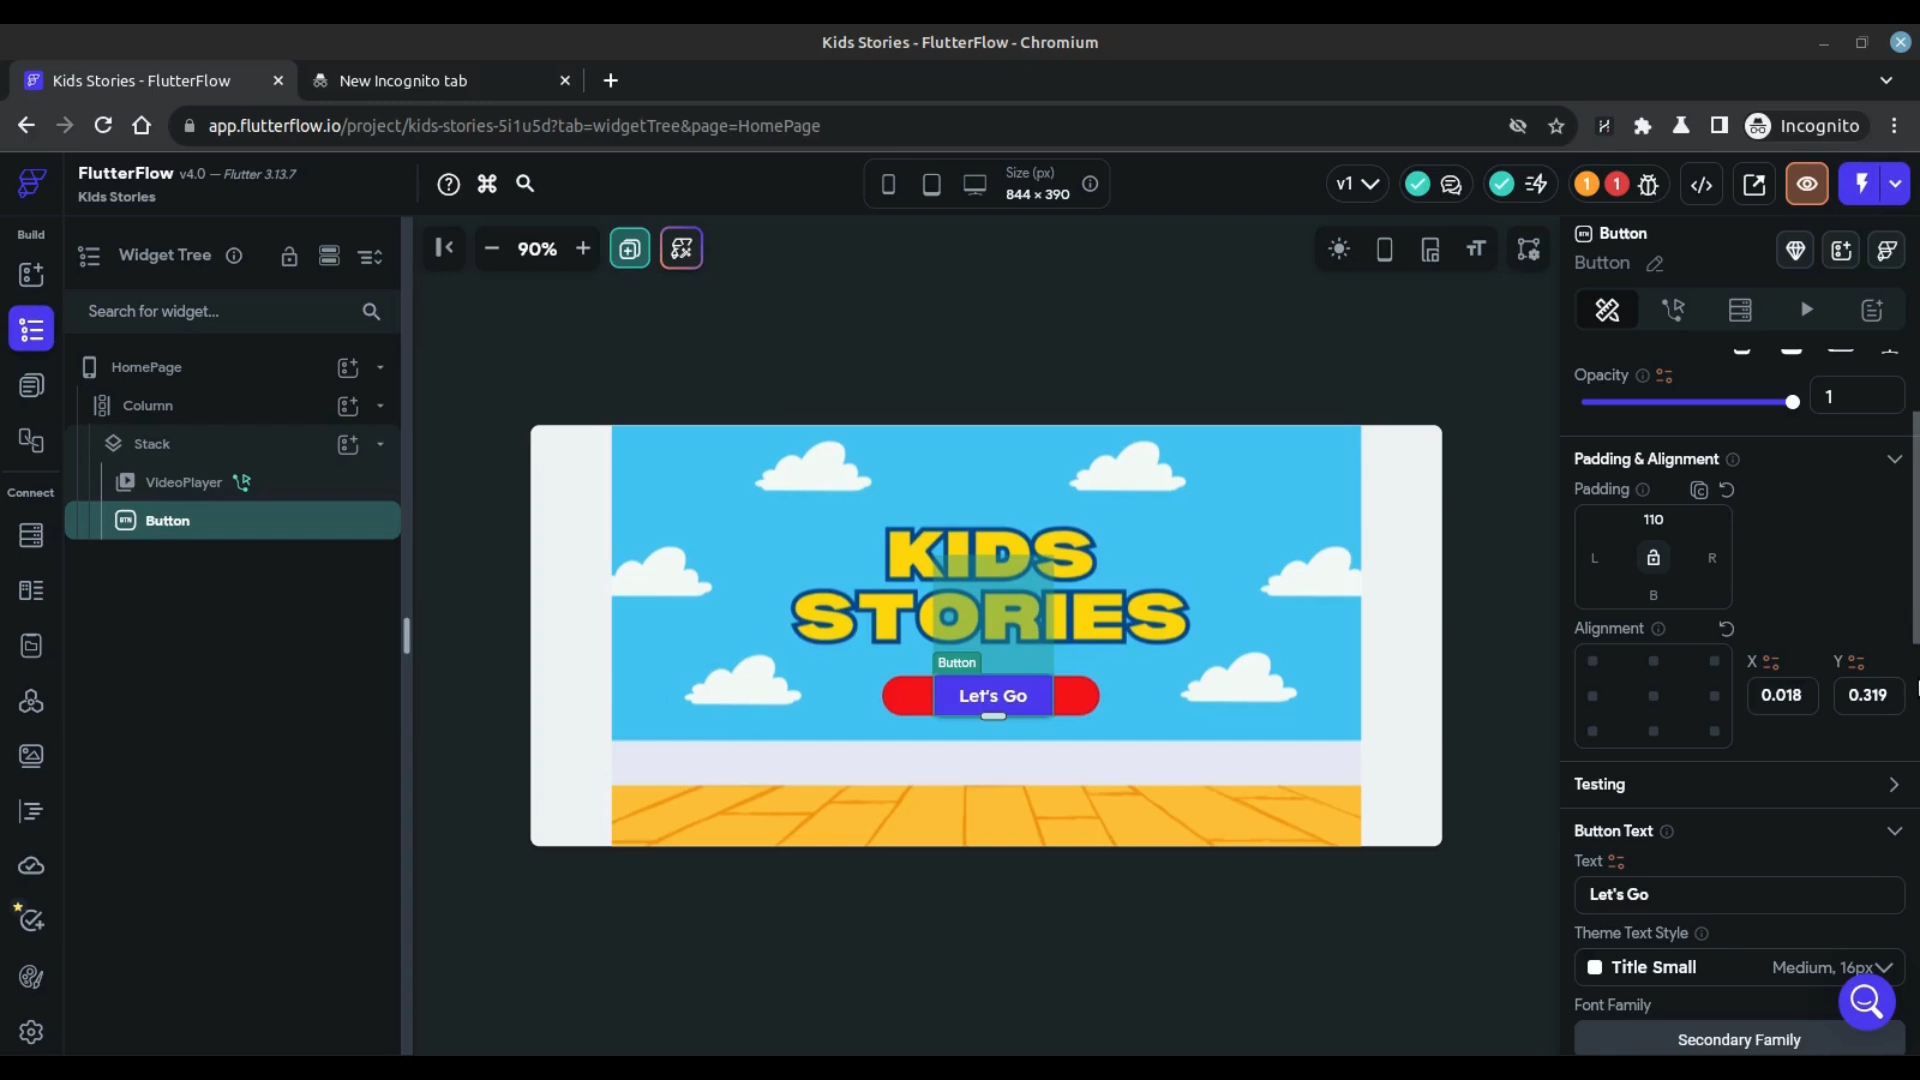 Kids Stories - FlutterFlow - Chromium
Kids Stories - FlutterFlow
New Incognito tab
app.flutterflow.io/project/kids-stories-5i1u5d?tab=widgetTree&page=HomePage
Incognito
FlutterFlow v4.0 — Flutter 3.13.7
Kids Stories
Size (px)
844 × 390
v1
1
1
Build
Widget Tree
90%
Button
Button
Search for widget...
HomePage
Column
Stack
VideoPlayer
Button
Connect
Opacity
1
Padding & Alignment
Padding
110
L
R
B
Alignment
X
Y
0.018
0.319
KIDS
STORIES
Button
Let's Go
Testing
Button Text
Text
Let's Go
Theme Text Style
Title Small
Medium, 16px
Font Family
Secondary Family